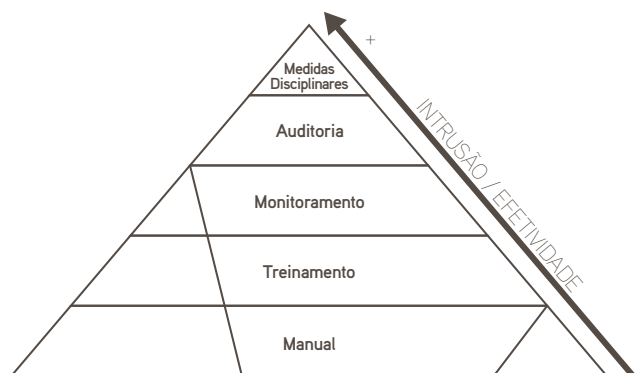 +
Medidas
Disciplinares
Auditoria
INTRUSÃO / EFETIVIDADE
Monitoramento
Treinamento
Manual